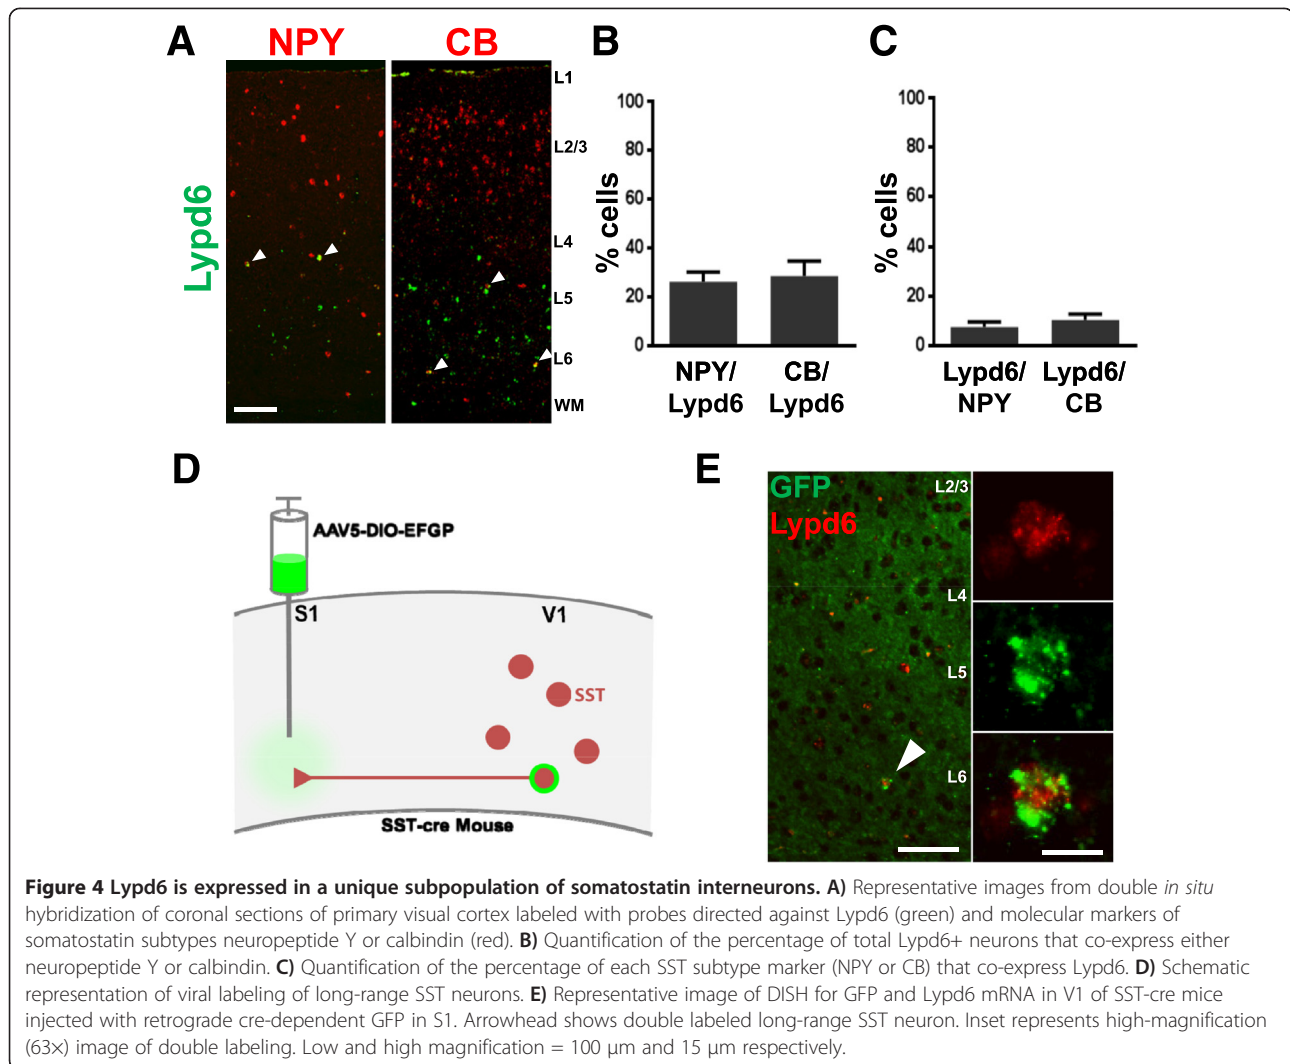 A
NPY
CB
Lypd6
L1
L2/3
L4
L5
L6
WM
B
% cells
100
80
60
40
20
0
NPY/
Lypd6
CB/
Lypd6
C
% cells
100
80
60
40
20
0
Lypd6/
NPY
Lypd6/
CB
D
AAV5-DIO-EFGP
S1
V1
SST
SST-cre Mouse
E
GFP
Lypd6
L2/3
L4
L5
L6
Figure 4 Lypd6 is expressed in a unique subpopulation of somatostatin interneurons. A) Representative images from double in situ
hybridization of coronal sections of primary visual cortex labeled with probes directed against Lypd6 (green) and molecular markers of
somatostatin subtypes neuropeptide Y or calbindin (red). B) Quantification of the percentage of total Lypd6+ neurons that co-express either
neuropeptide Y or calbindin. C) Quantification of the percentage of each SST subtype marker (NPY or CB) that co-express Lypd6. D) Schematic
representation of viral labeling of long-range SST neurons. E) Representative image of DISH for GFP and Lypd6 mRNA in V1 of SST-cre mice
injected with retrograde cre-dependent GFP in S1. Arrowhead shows double labeled long-range SST neuron. Inset represents high-magnification
(63×) image of double labeling. Low and high magnification = 100 μm and 15 μm respectively.